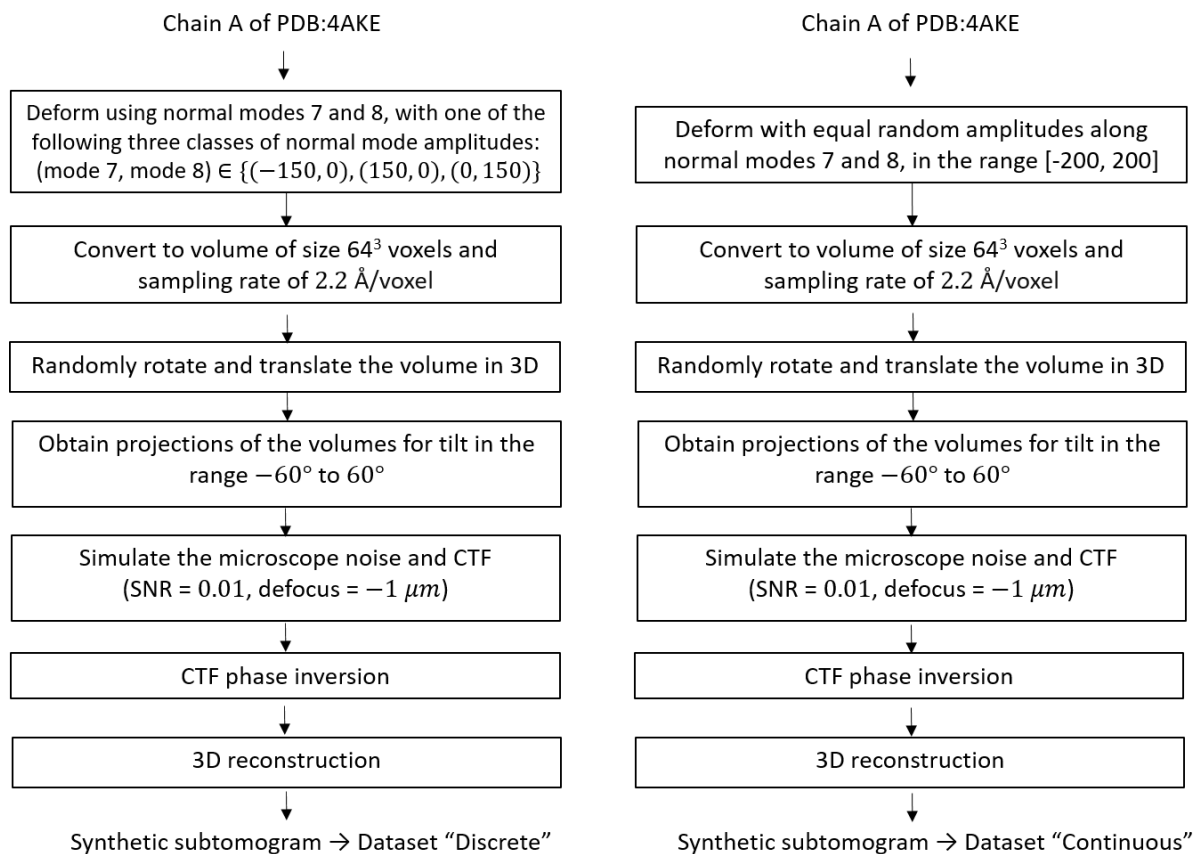 Chain A of PDB:4AKE
Deform using normal modes 7 and 8, with one of the
following three classes of normal mode amplitudes:
(mode 7, mode 8) ∈ {(−150, 0), (150, 0), (0, 150)}
Convert to volume of size 64³ voxels and
sampling rate of 2.2 Å/voxel
Randomly rotate and translate the volume in 3D
Obtain projections of the volumes for tilt in the
range −60° to 60°
Simulate the microscope noise and CTF
(SNR = 0.01, defocus = −1 μm)
CTF phase inversion
3D reconstruction
Synthetic subtomogram → Dataset “Discrete”
Chain A of PDB:4AKE
Deform with equal random amplitudes along
normal modes 7 and 8, in the range [-200, 200]
Convert to volume of size 64³ voxels and
sampling rate of 2.2 Å/voxel
Randomly rotate and translate the volume in 3D
Obtain projections of the volumes for tilt in the
range −60° to 60°
Simulate the microscope noise and CTF
(SNR = 0.01, defocus = −1 μm)
CTF phase inversion
3D reconstruction
Synthetic subtomogram → Dataset “Continuous”